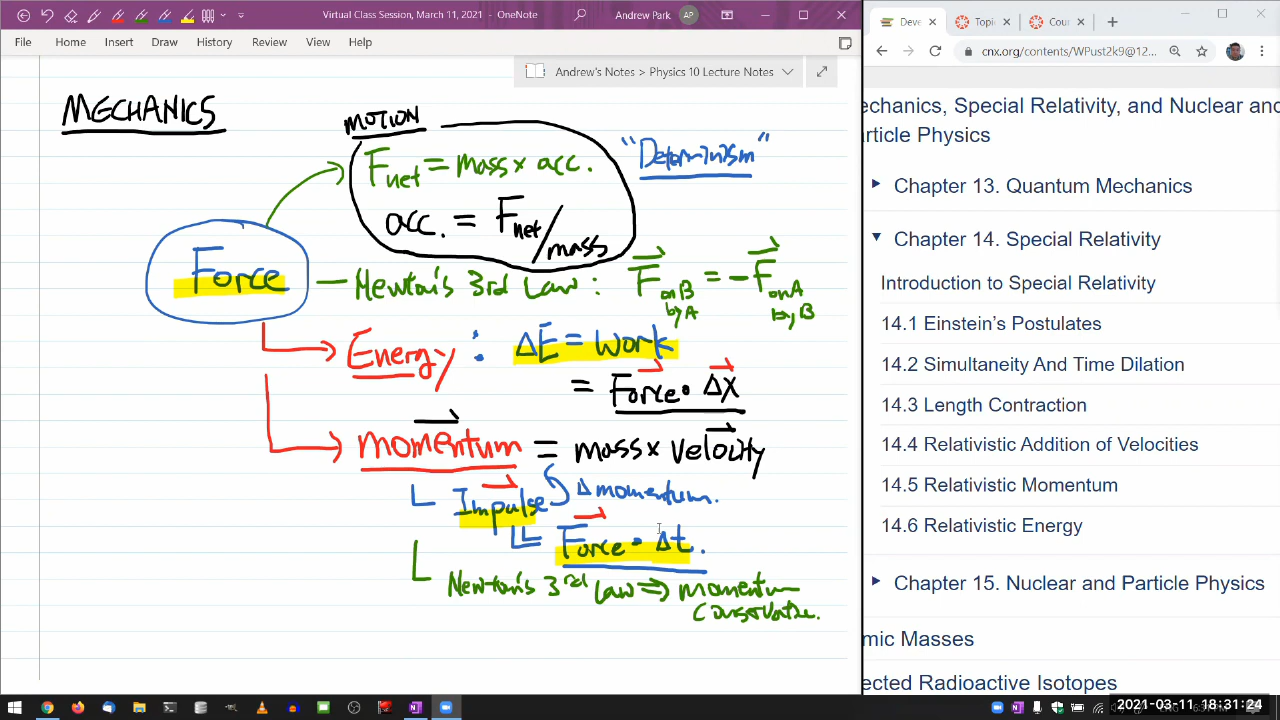 Virtual Class Session, March 11, 2021 - OneNote
Andrew Park
AP
File Home Insert Draw History Review View Help
Andrew's Notes > Physics 10 Lecture Notes
MECHANICS
MOTION
Fnet = mass x acc.
"Determinism"
acc. = Fnet/mass
Force
Newton's 3rd Law : F on B by A = - F on A by B
Energy : ΔE = Work
= Force • Δx
momentum = mass x velocity
Impulse Δmomentum.
Force • Δt.
Newton's 3rd Law ⇒ momentum
Conservation.
Deve
Topi
Cour
cnx.org/contents/WPust2k9@12...
echanics, Special Relativity, and Nuclear and
article Physics
Chapter 13. Quantum Mechanics
Chapter 14. Special Relativity
Introduction to Special Relativity
14.1 Einstein's Postulates
14.2 Simultaneity And Time Dilation
14.3 Length Contraction
14.4 Relativistic Addition of Velocities
14.5 Relativistic Momentum
14.6 Relativistic Energy
Chapter 15. Nuclear and Particle Physics
mic Masses
ected Radioactive Isotopes
2021-03-11 18:31:24